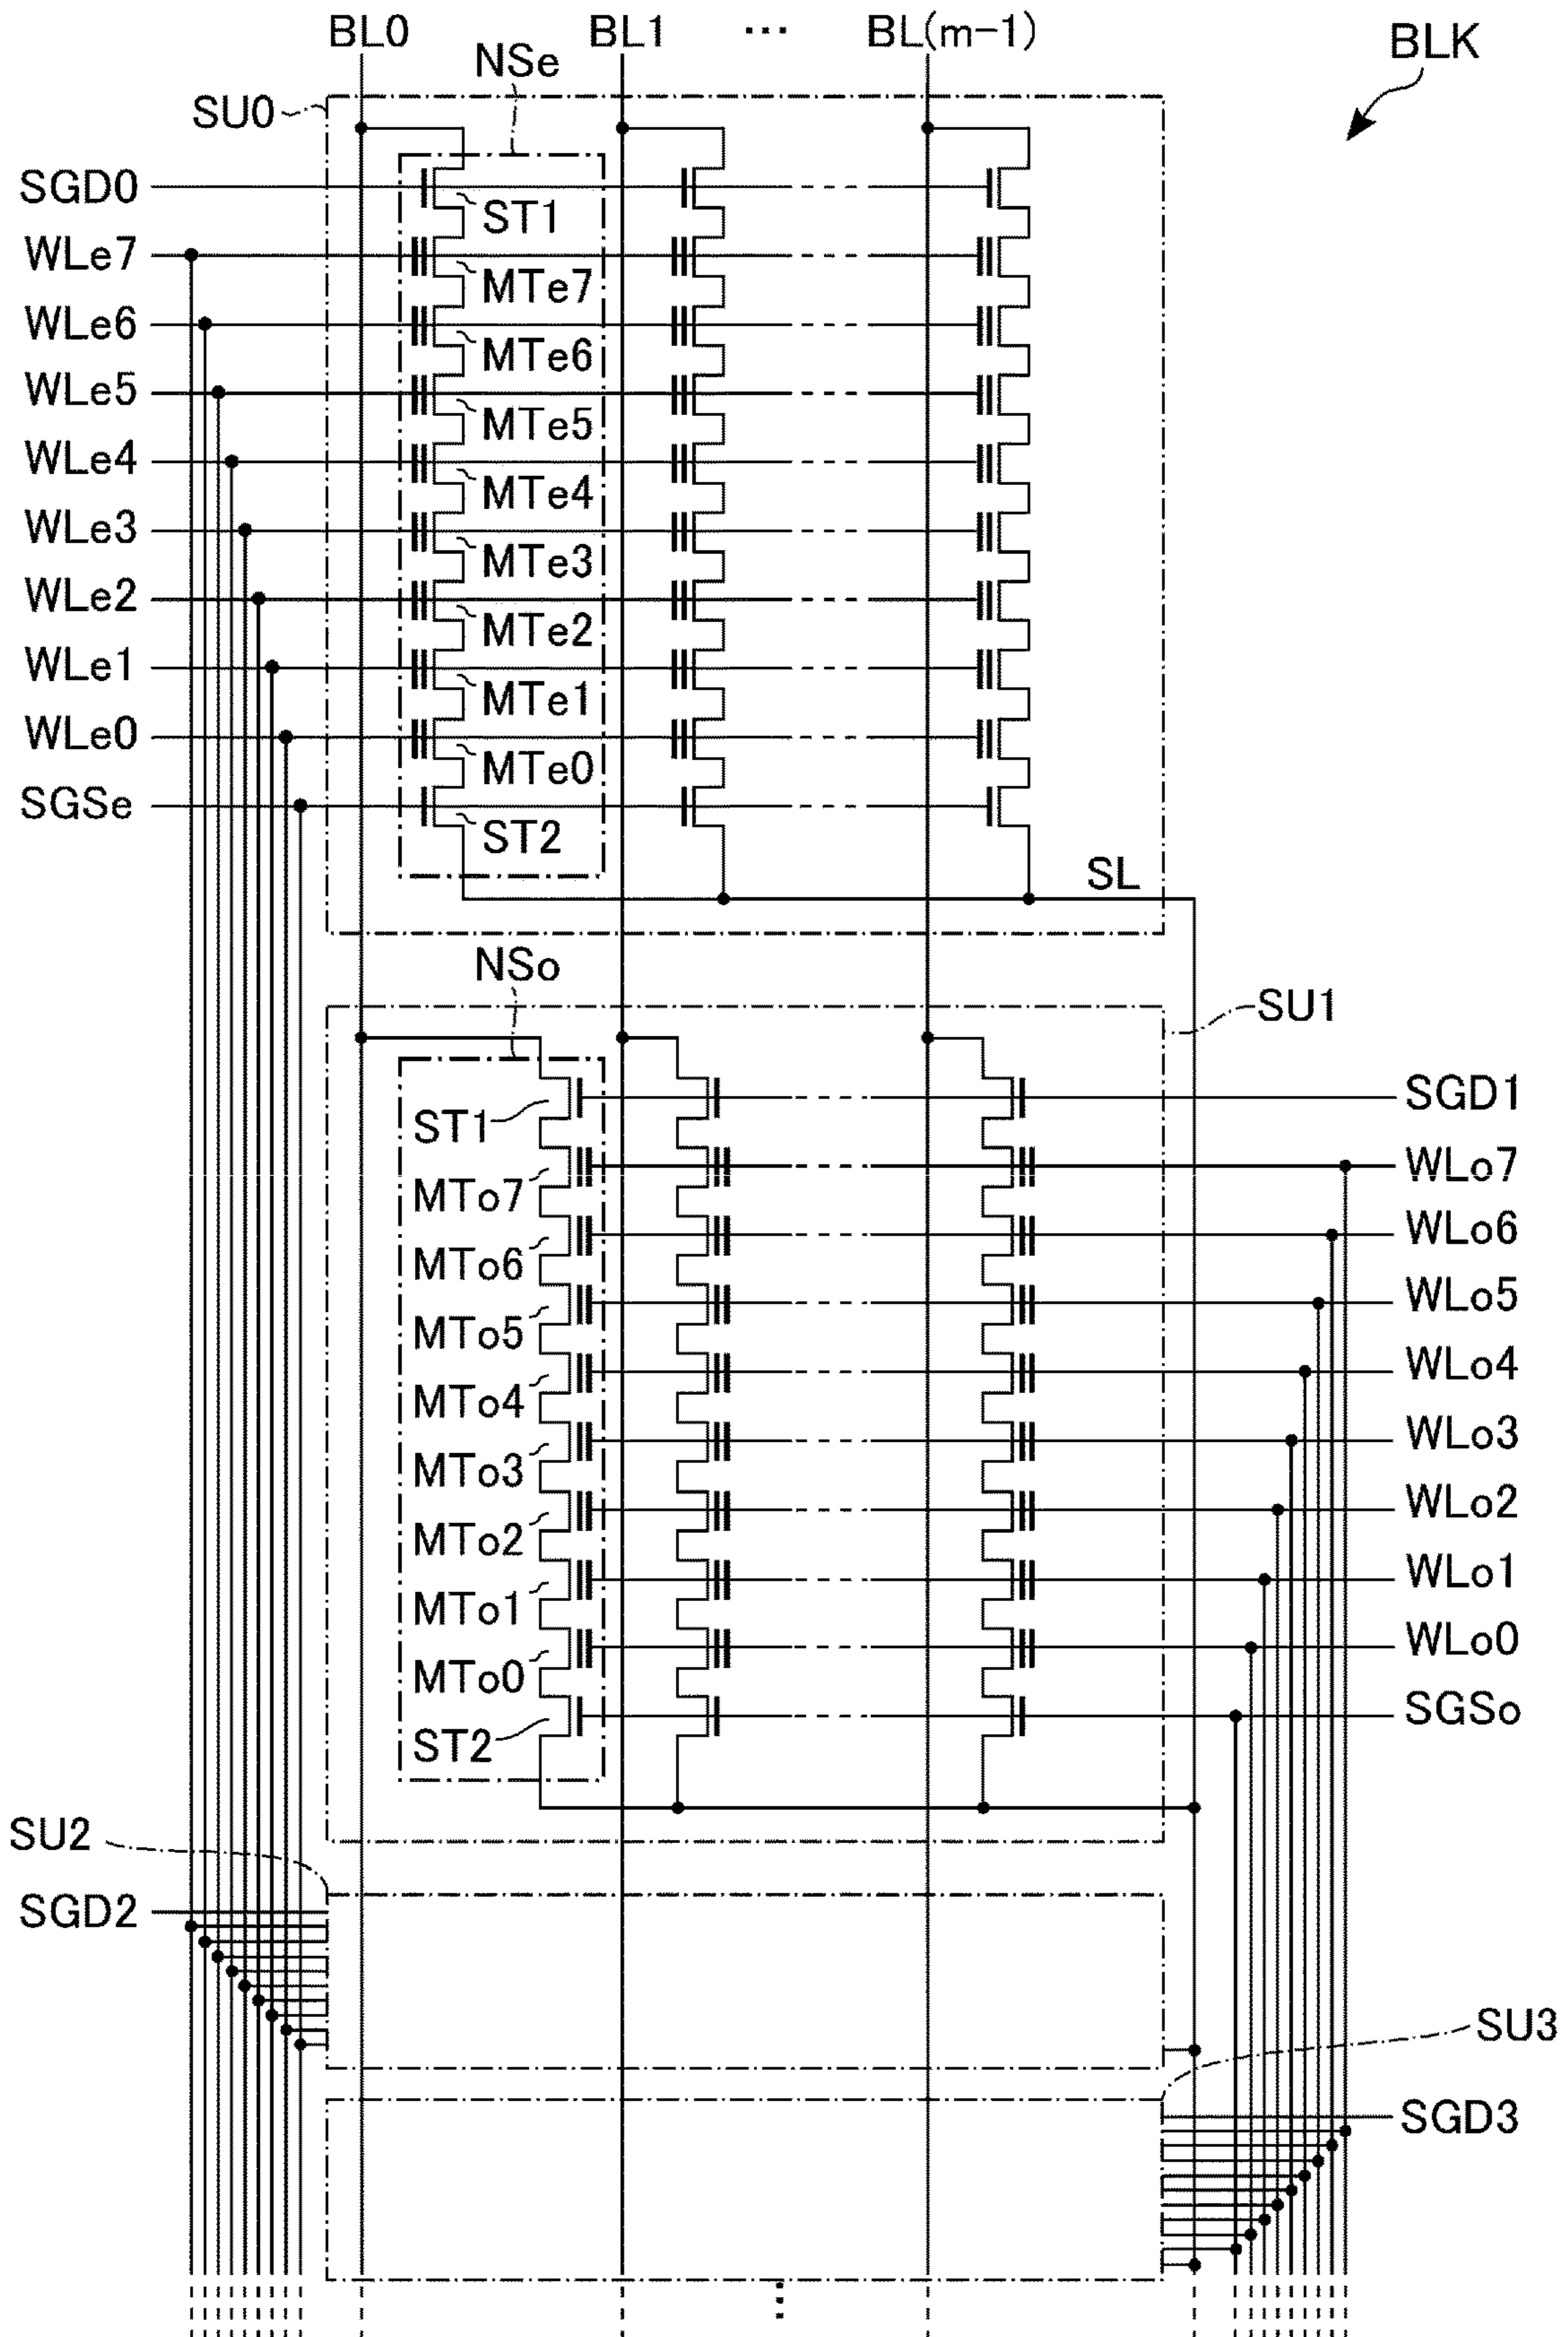 BL0 BL1 … BL(m-1)
BLK
NSe
SU0
SGD0
ST1
WLe7
MTe7
WLe6
MTe6
WLe5
MTe5
WLe4
MTe4
WLe3
MTe3
WLe2
MTe2
WLe1
MTe1
WLe0
MTe0
SGSe
ST2
SL
NSo
SU1
SGD1
ST1
WLo7
MTo7
WLo6
MTo6
WLo5
MTo5
WLo4
MTo4
WLo3
MTo3
WLo2
MTo2
WLo1
MTo1
WLo0
MTo0
SGSo
ST2
SU2
SGD2
SU3
SGD3